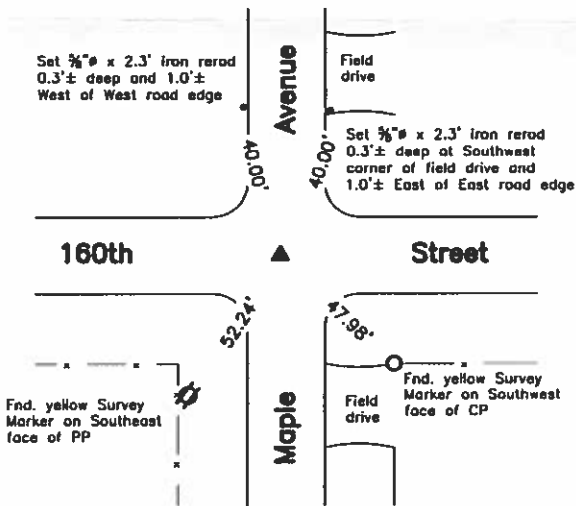 Set ⅝"ø x 2.3' iron rerod
0.3'± deep and 1.0'±
West of West road edge
Avenue
Field
drive
Set ⅝"ø x 2.3' iron rerod
0.3'± deep at Southwest
corner of field drive and
1.0'± East of East road edge
40.00'
40.00'
160th
Street
52.24'
47.98'
Fnd. yellow Survey
Marker on Southeast
face of PP
Maple
Field
drive
Fnd. yellow Survey
Marker on Southwest
face of CP